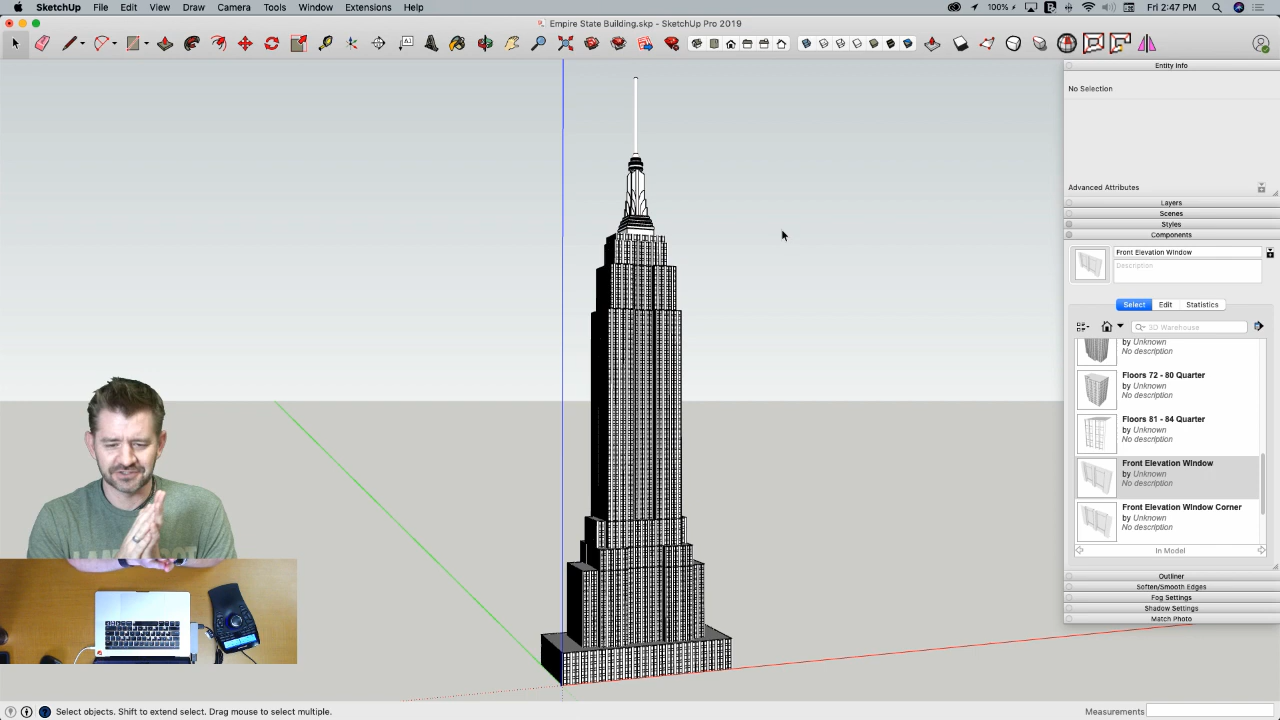 SketchUp File Edit View Draw Camera Tools Window Extensions Help 100% Fri 2:47 PM
Empire State Building.skp - SketchUp Pro 2019
Entity Info
No Selection
Advanced Attributes
Layers
Scenes
Styles
Components
Front Elevation Window
Description
Select Edit Statistics
3D Warehouse
by Unknown
No description
Floors 72 - 80 Quarter
by Unknown
No description
Floors 81 - 84 Quarter
by Unknown
No description
Front Elevation Window
by Unknown
No description
Front Elevation Window Corner
by Unknown
No description
In Model
Outliner
Soften/Smooth Edges
Fog Settings
Shadow Settings
Match Photo
Select objects. Shift to extend select. Drag mouse to select multiple.
Measurements